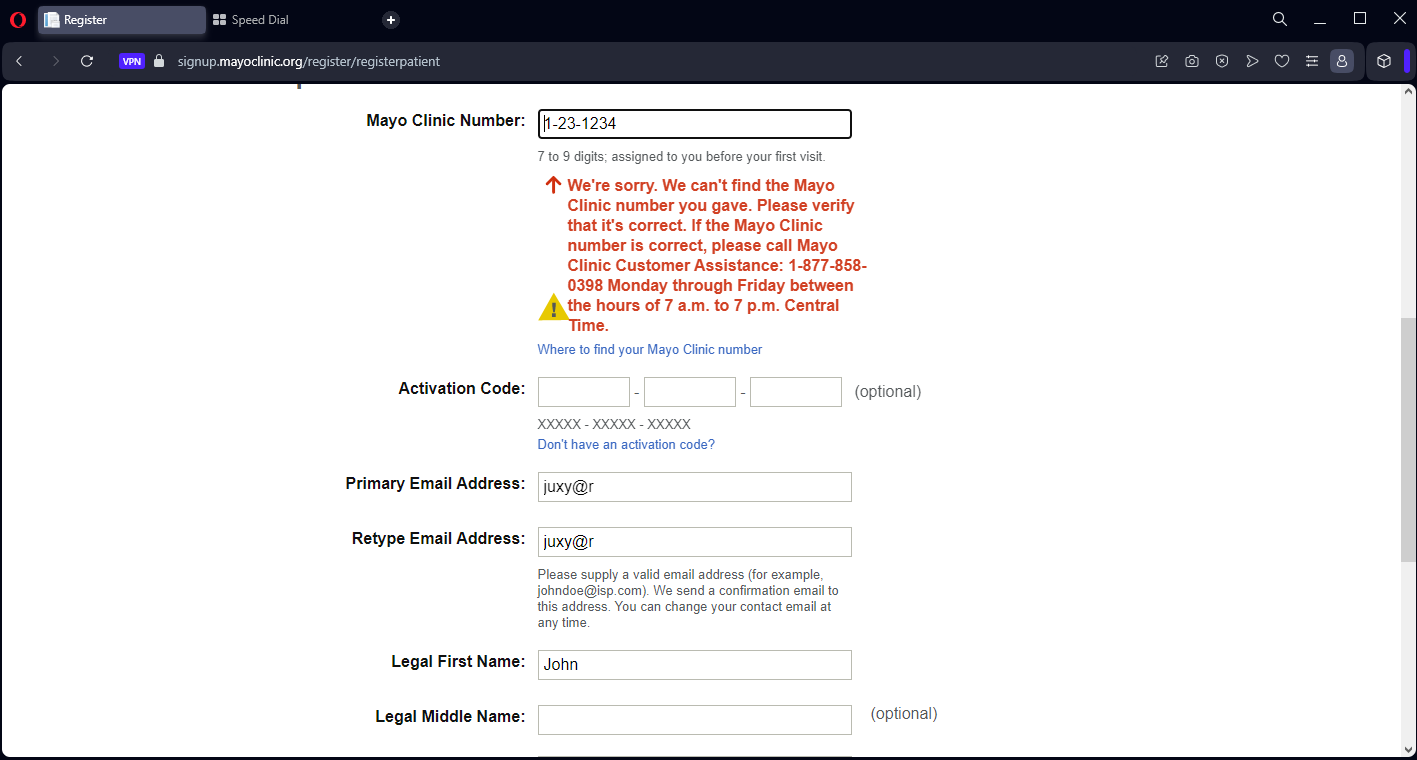 Register
Speed Dial
VPN
signup.mayoclinic.org/register/registerpatient
Mayo Clinic Number:
1-23-1234
7 to 9 digits; assigned to you before your first visit.
We're sorry. We can't find the Mayo
Clinic number you gave. Please verify
that it's correct. If the Mayo Clinic
number is correct, please call Mayo
Clinic Customer Assistance: 1-877-858-
0398 Monday through Friday between
the hours of 7 a.m. to 7 p.m. Central
Time.
Where to find your Mayo Clinic number
Activation Code:
- - (optional)
XXXXX - XXXXX - XXXXX
Don't have an activation code?
Primary Email Address:
juxy@r
Retype Email Address:
juxy@r
Please supply a valid email address (for example,
johndoe@isp.com). We send a confirmation email to
this address. You can change your contact email at
any time.
Legal First Name:
John
Legal Middle Name:
(optional)